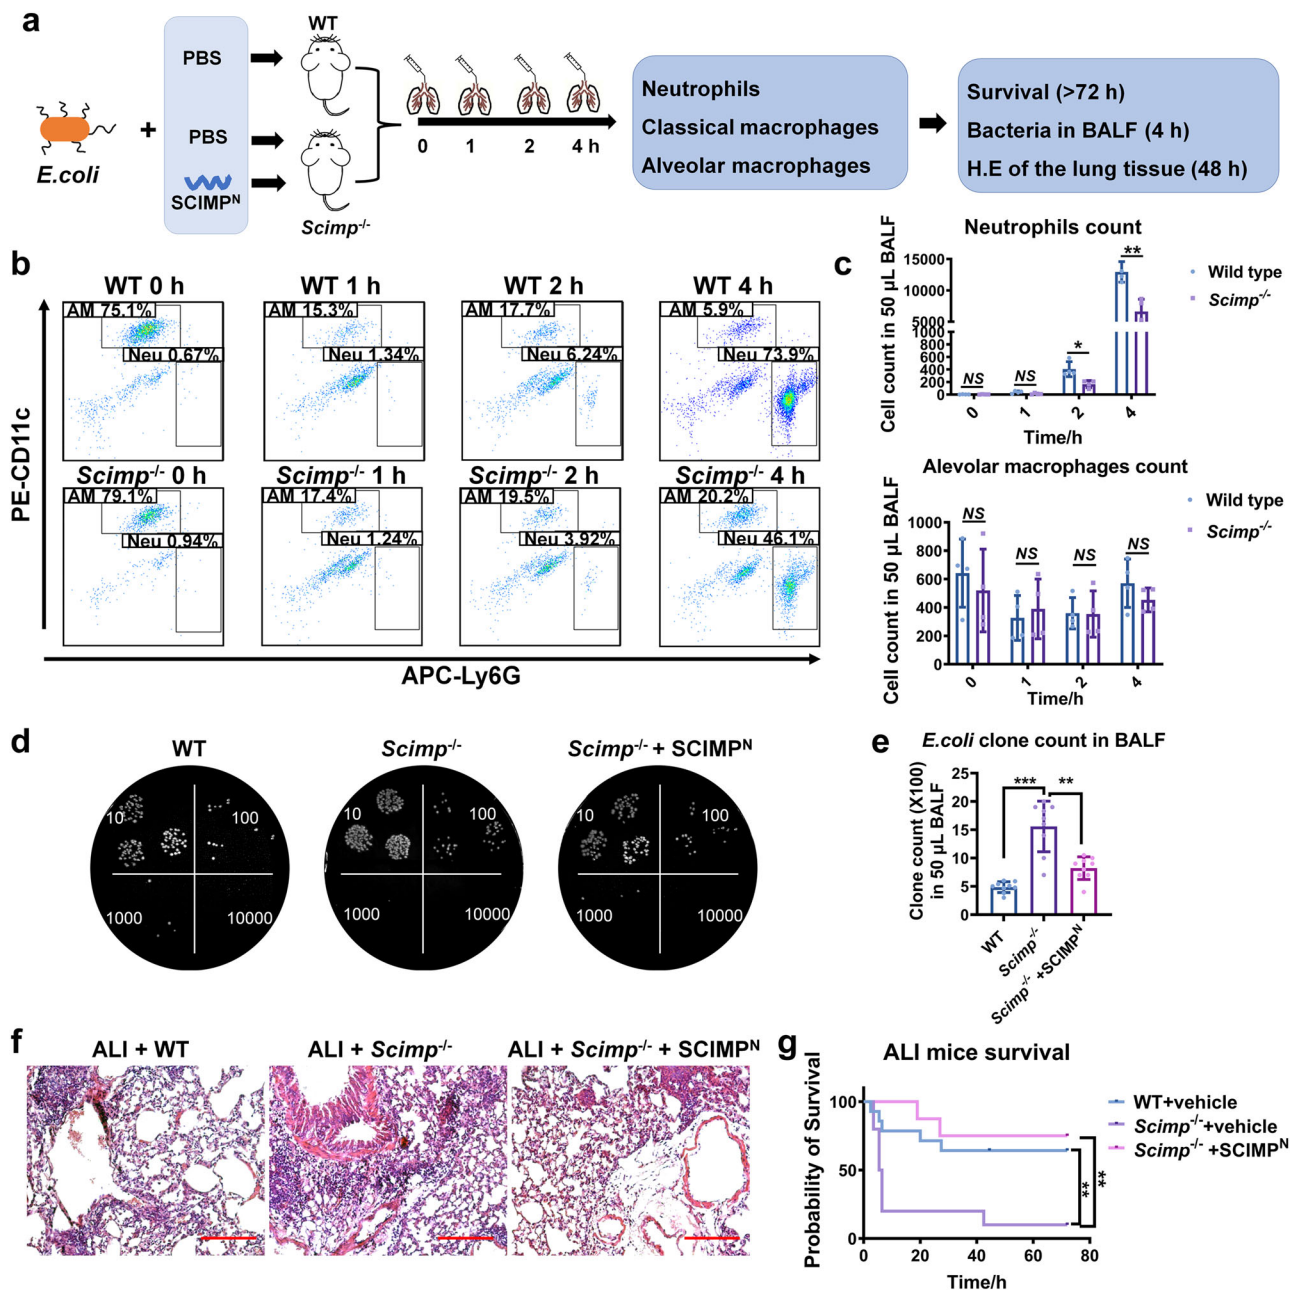 a
E.coli
+
PBS
PBS
SCIMPᴺ
WT
Scimp⁻/⁻
0 1 2 4 h
Neutrophils
Classical macrophages
Alveolar macrophages
Survival (>72 h)
Bacteria in BALF (4 h)
H.E of the lung tissue (48 h)
b
WT 0 h WT 1 h WT 2 h WT 4 h
AM 75.1% AM 15.3% AM 17.7% AM 5.9%
Neu 0.67% Neu 1.34% Neu 6.24% Neu 73.9%
Scimp⁻/⁻ 0 h Scimp⁻/⁻ 1 h Scimp⁻/⁻ 2 h Scimp⁻/⁻ 4 h
AM 79.1% AM 17.4% AM 19.5% AM 20.2%
Neu 0.94% Neu 1.24% Neu 3.92% Neu 46.1%
PE-CD11c
APC-Ly6G
c
Neutrophils count
Cell count in 50 μL BALF
15000
10000
5000
1000
800
600
400
200
0
NS NS * **
0 1 2 4
Time/h
Wild type
Scimp⁻/⁻
Alevolar macrophages count
Cell count in 50 μL BALF
1000
800
600
400
200
0
NS NS NS NS
0 1 2 4
Time/h
Wild type
Scimp⁻/⁻
d
WT Scimp⁻/⁻ Scimp⁻/⁻ + SCIMPᴺ
10 100 10 100 10 100
1000 10000 1000 10000 1000 10000
e
E.coli clone count in BALF
Clone count (X100)
in 50 μL BALF
25
20
15
10
5
0
*** **
WT
Scimp⁻/⁻
Scimp⁻/⁻ +SCIMPᴺ
f
ALI + WT ALI + Scimp⁻/⁻ ALI + Scimp⁻/⁻ + SCIMPᴺ
g
ALI mice survival
Probability of Survival
100
50
0
0 20 40 60 80
Time/h
WT+vehicle
Scimp⁻/⁻+vehicle
Scimp⁻/⁻ +SCIMPᴺ
**
**